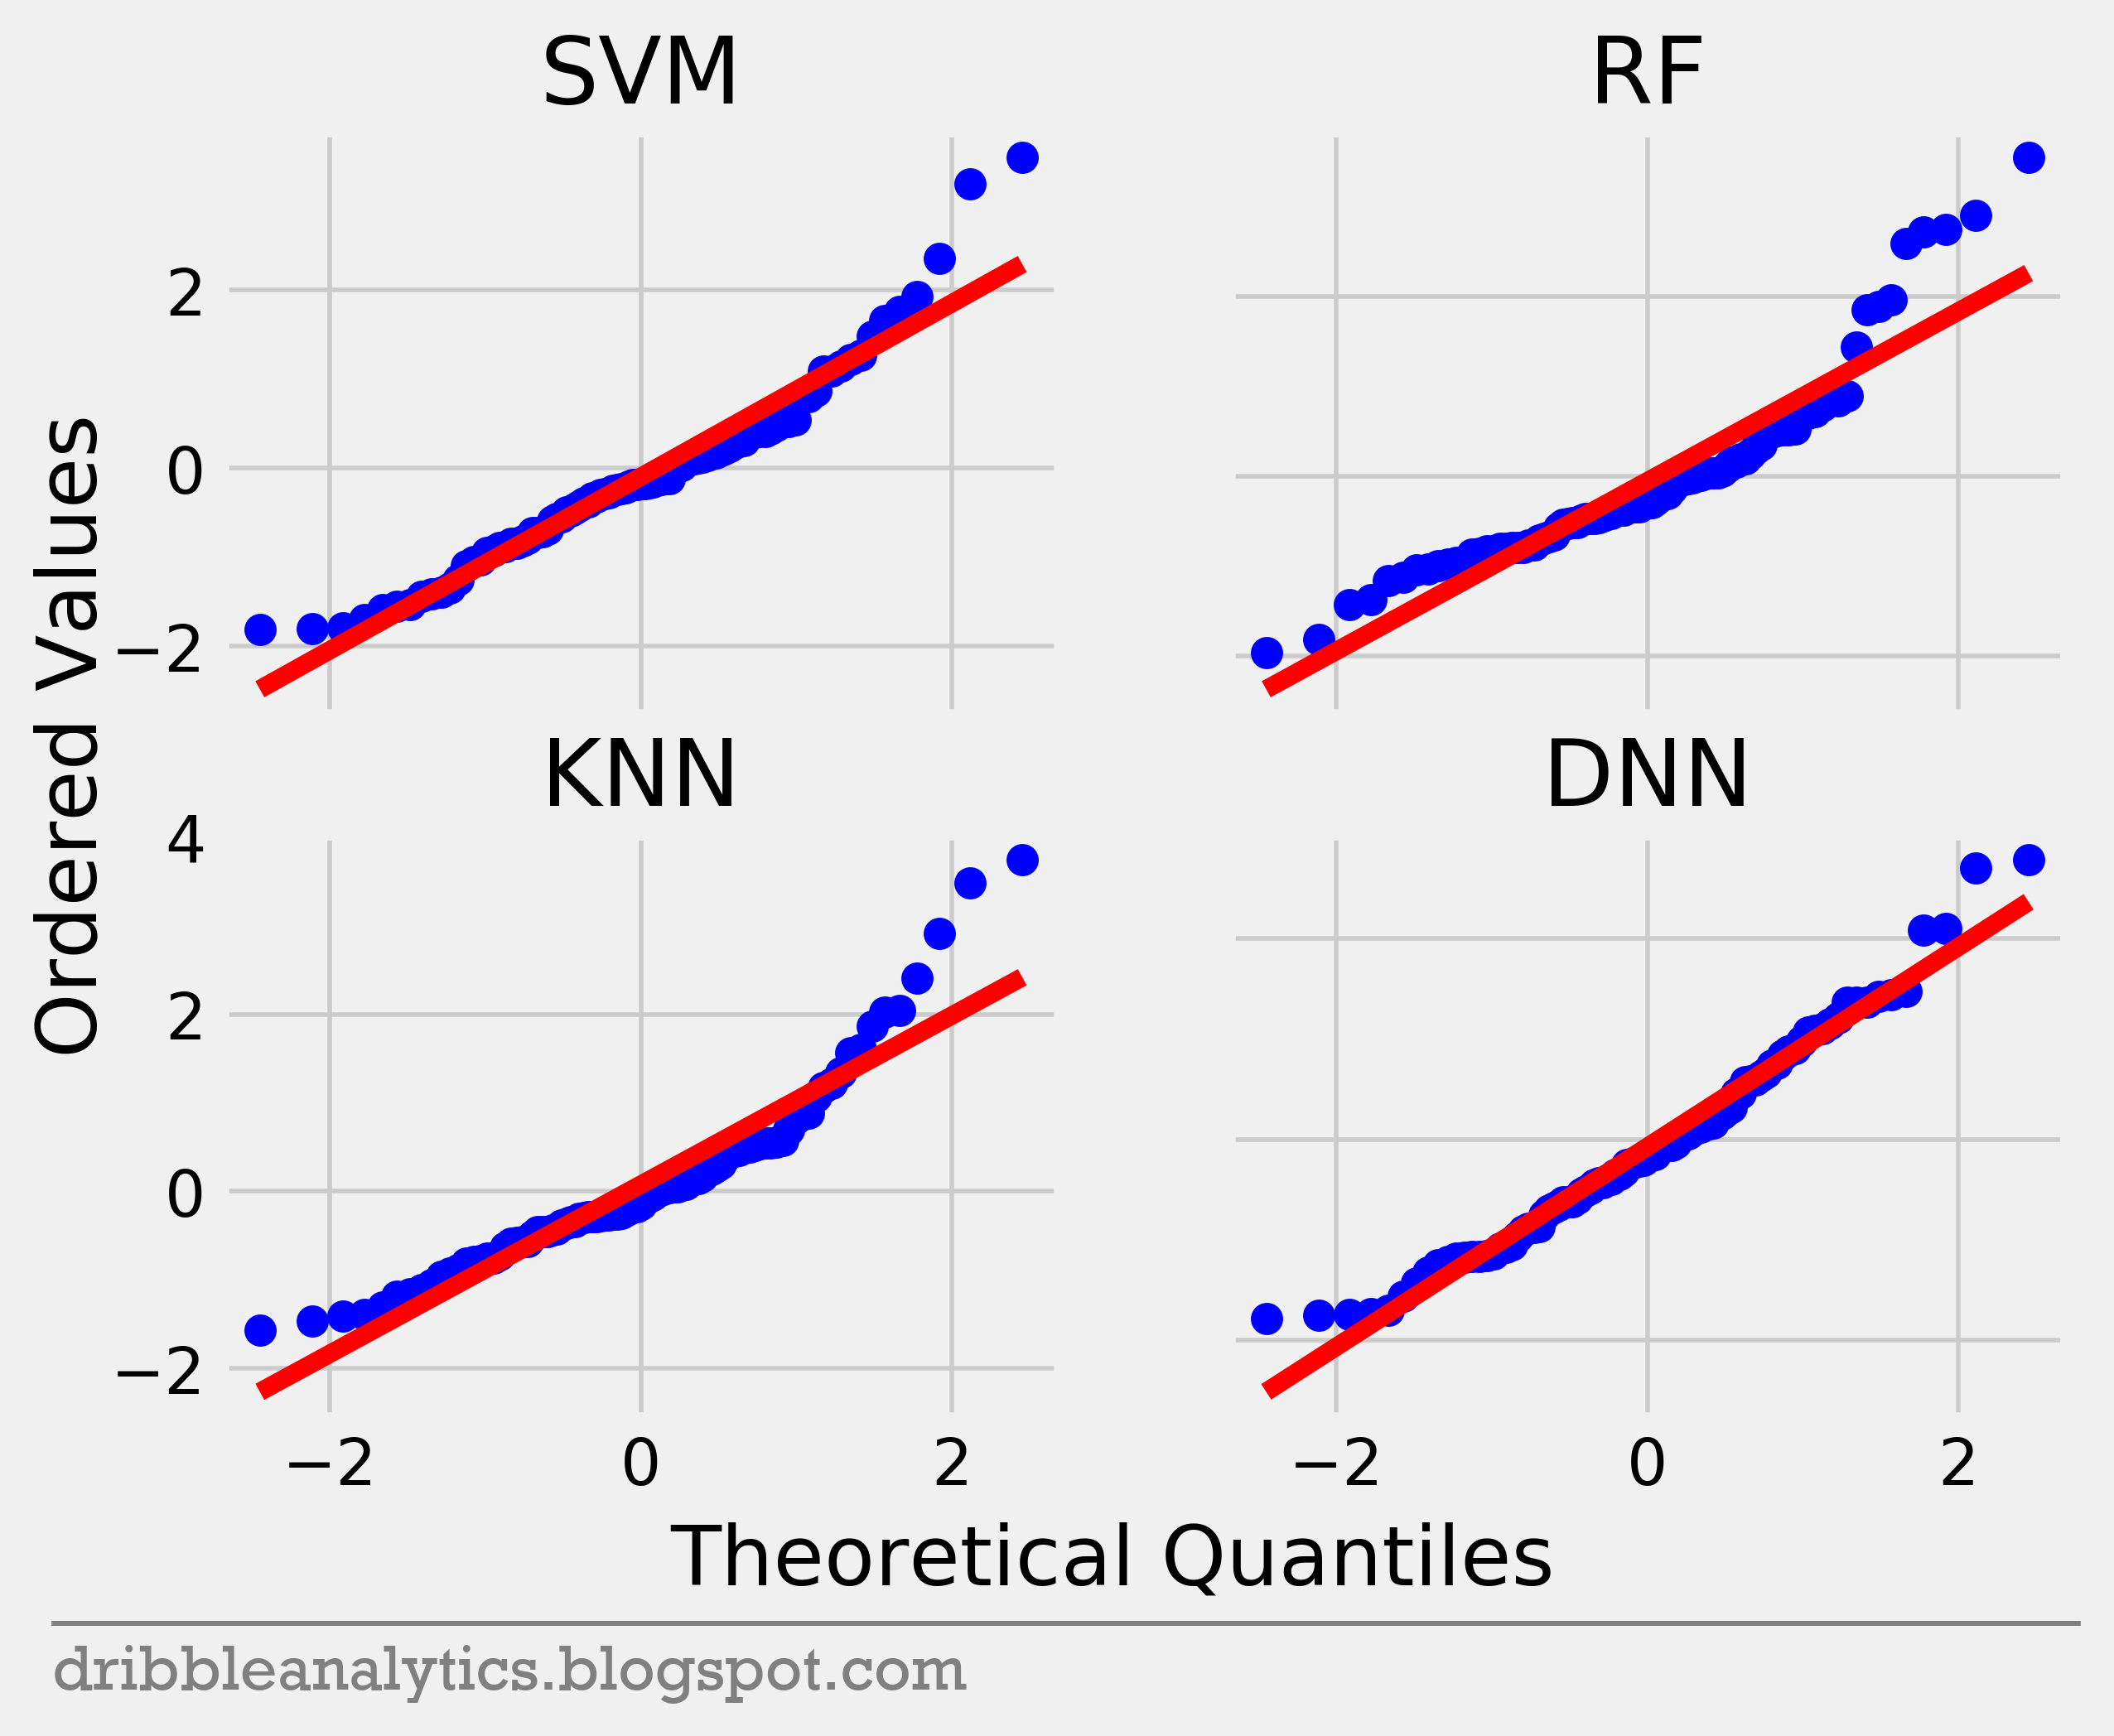 SVM
RF
2
0
−2
Ordered Values
KNN
DNN
4
2
0
−2
−2 0 2
−2 0 2
Theoretical Quantiles
dribbleanalytics.blogspot.com